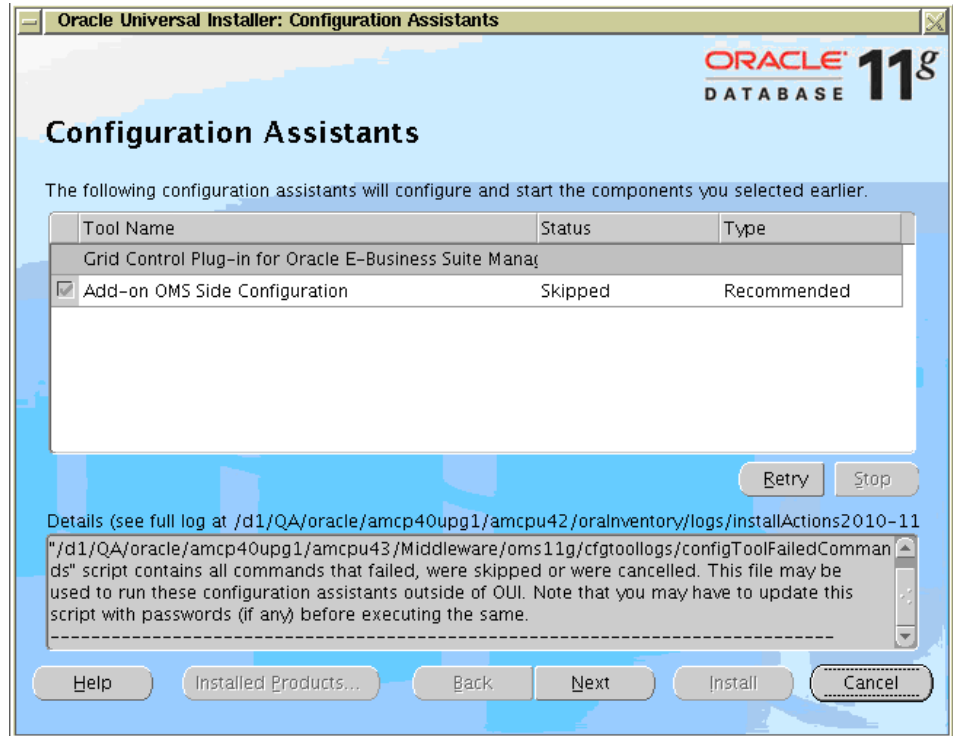 Oracle Universal Installer: Configuration Assistants
ORACLE 11g
DATABASE
Configuration Assistants
The following configuration assistants will configure and start the components you selected earlier.
Tool Name Status Type
Grid Control Plug-in for Oracle E-Business Suite Manag
Add-on OMS Side Configuration Skipped Recommended
Retry Stop
Details (see full log at /d1/QA/oracle/amcp40upg1/amcpu42/oraInventory/logs/installActions2010-11
"/d1/QA/oracle/amcp40upg1/amcpu43/Middleware/oms11g/cfgtoollogs/configToolFailedComman
ds" script contains all commands that failed, were skipped or were cancelled. This file may be
used to run these configuration assistants outside of OUI. Note that you may have to update this
script with passwords (if any) before executing the same.
--------------------------------------------------------------------------------
Help Installed Products... Back Next Install Cancel